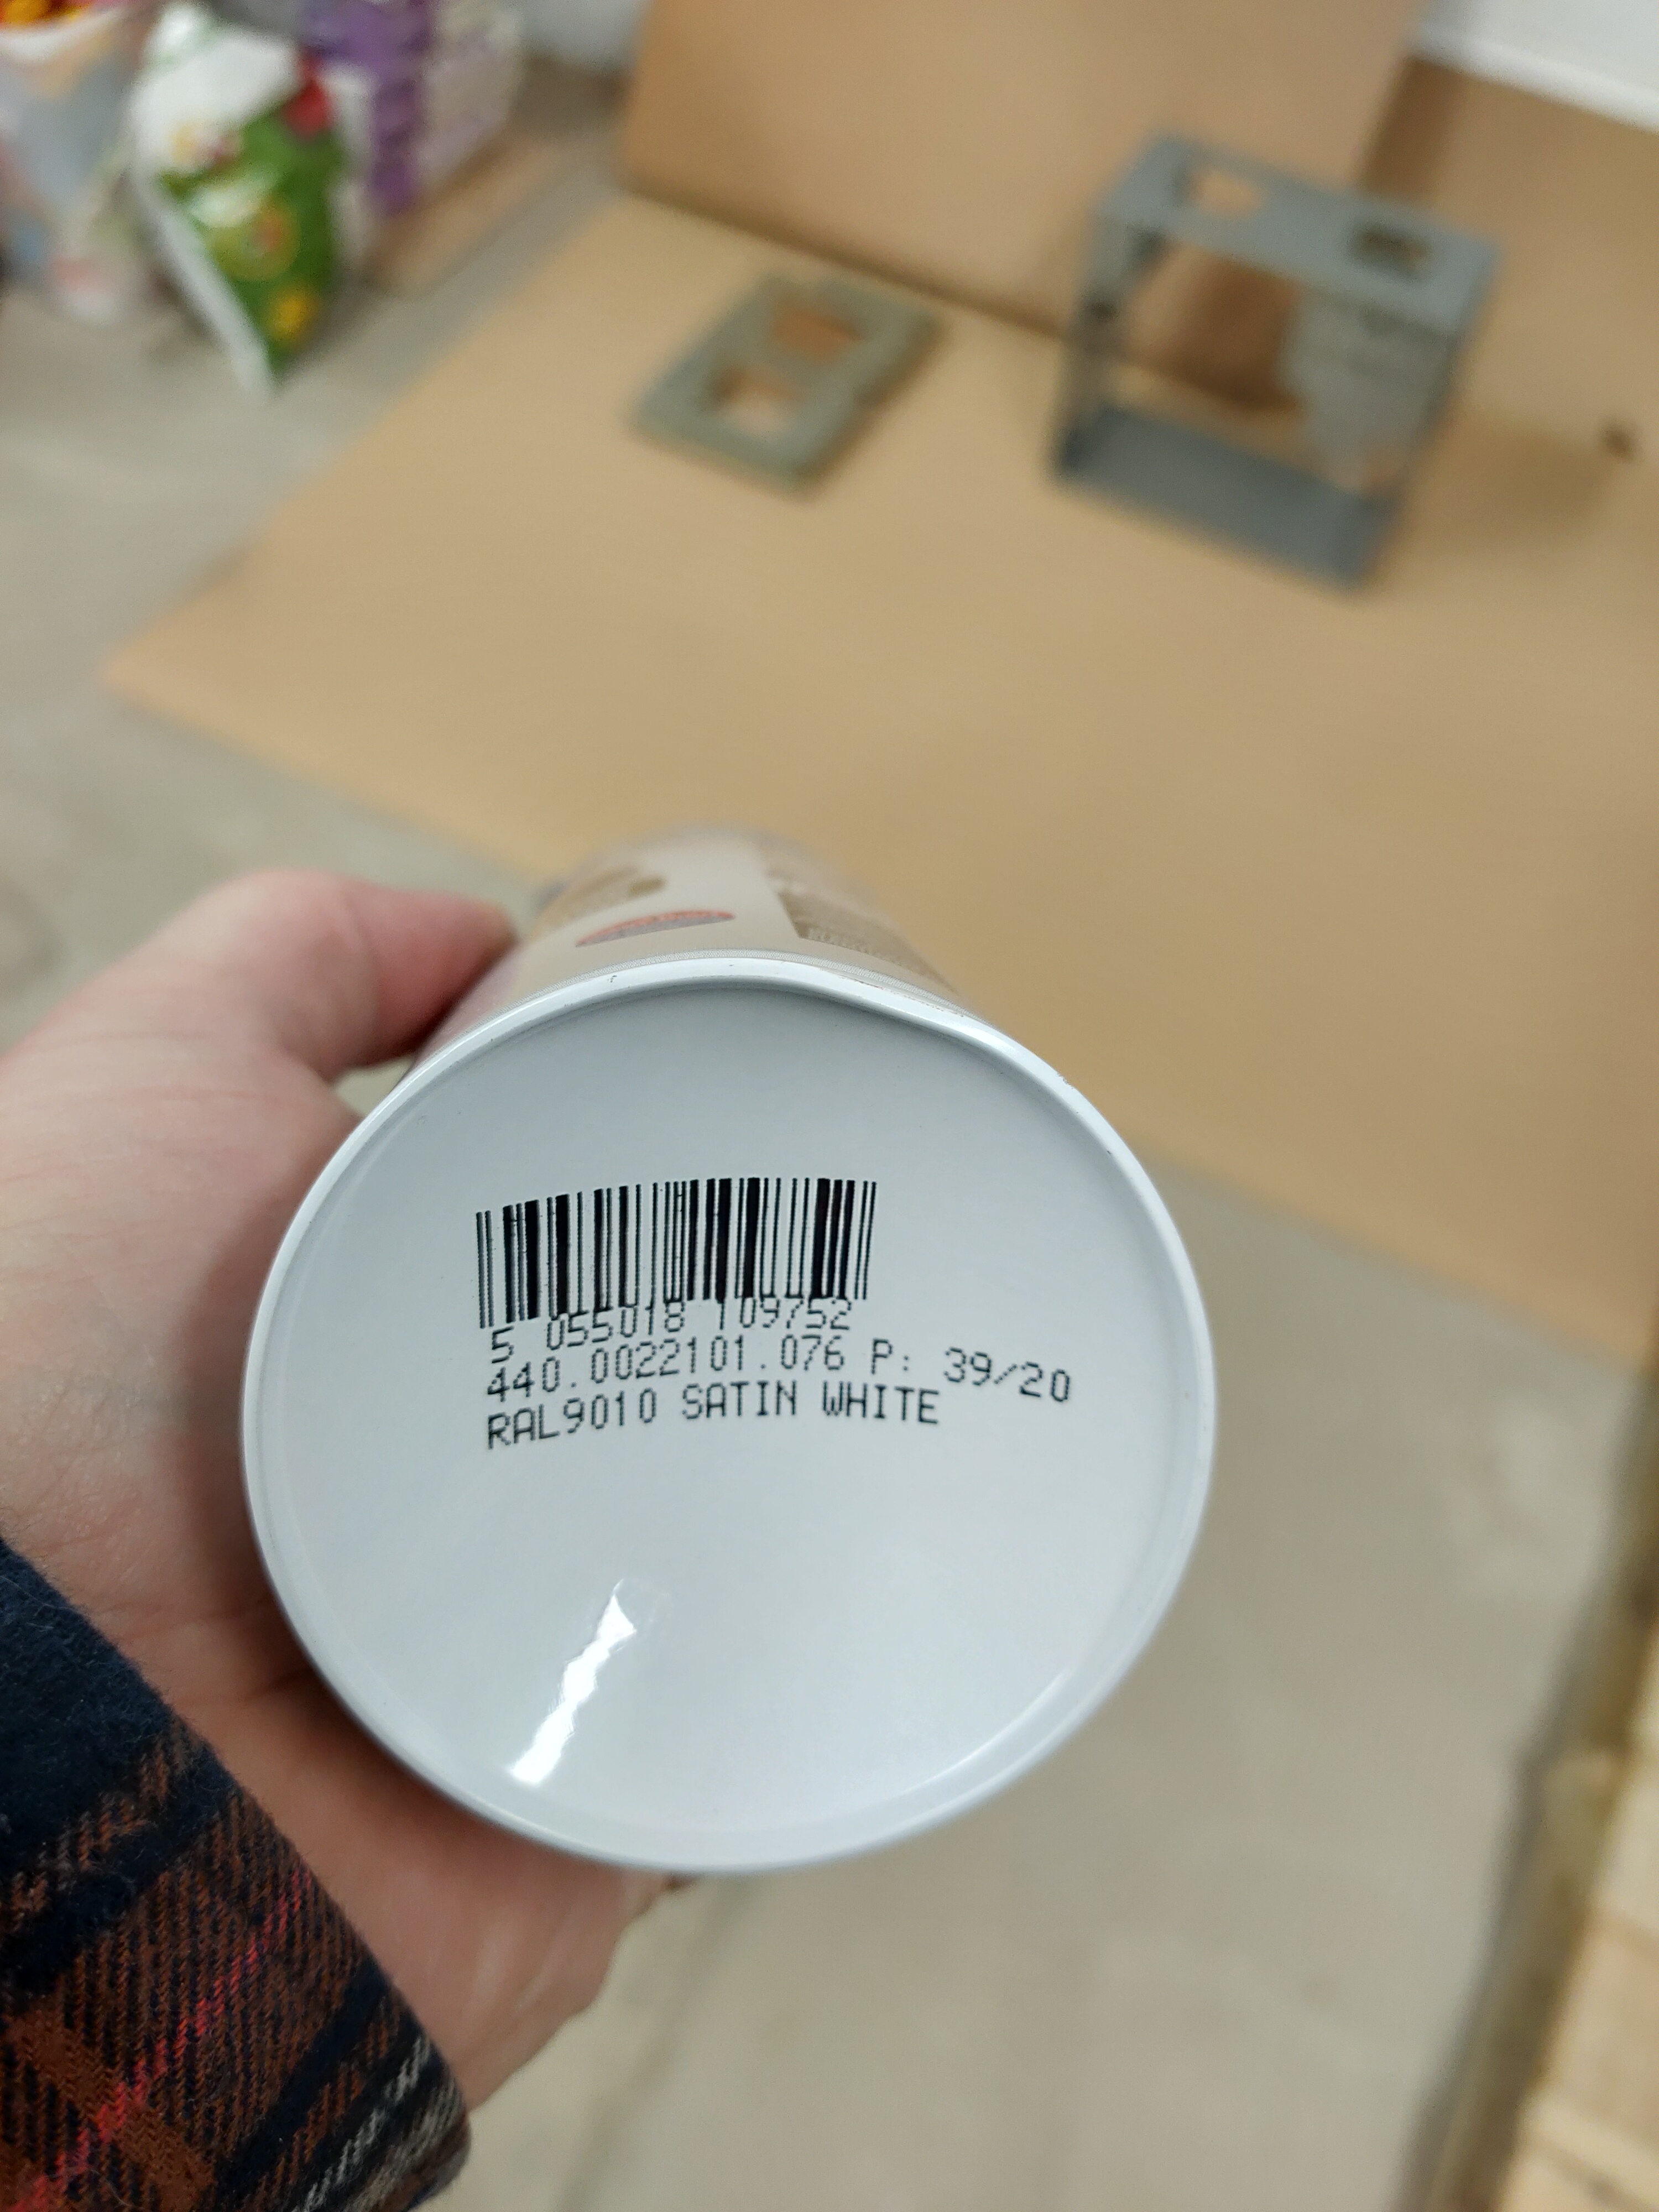 5 055018 109752
440.0022101.076 P: 39/20
RAL9010 SATIN WHITE